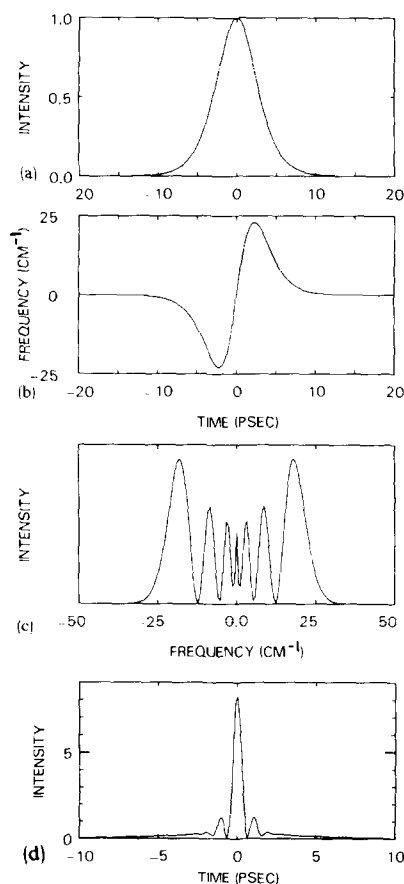 1.0
INTENSITY
0.5
(a)
0.0
20 -10 0 10 20
25
FREQUENCY (CM-1)
0
-25
(b)
-20 -10 0 10 20
TIME (PSEC)
INTENSITY
(c)
-50 -25 0.0 25 50
FREQUENCY (CM-1)
INTENSITY
5
0
(d)
-10 -5 0 5 10
TIME (PSEC)